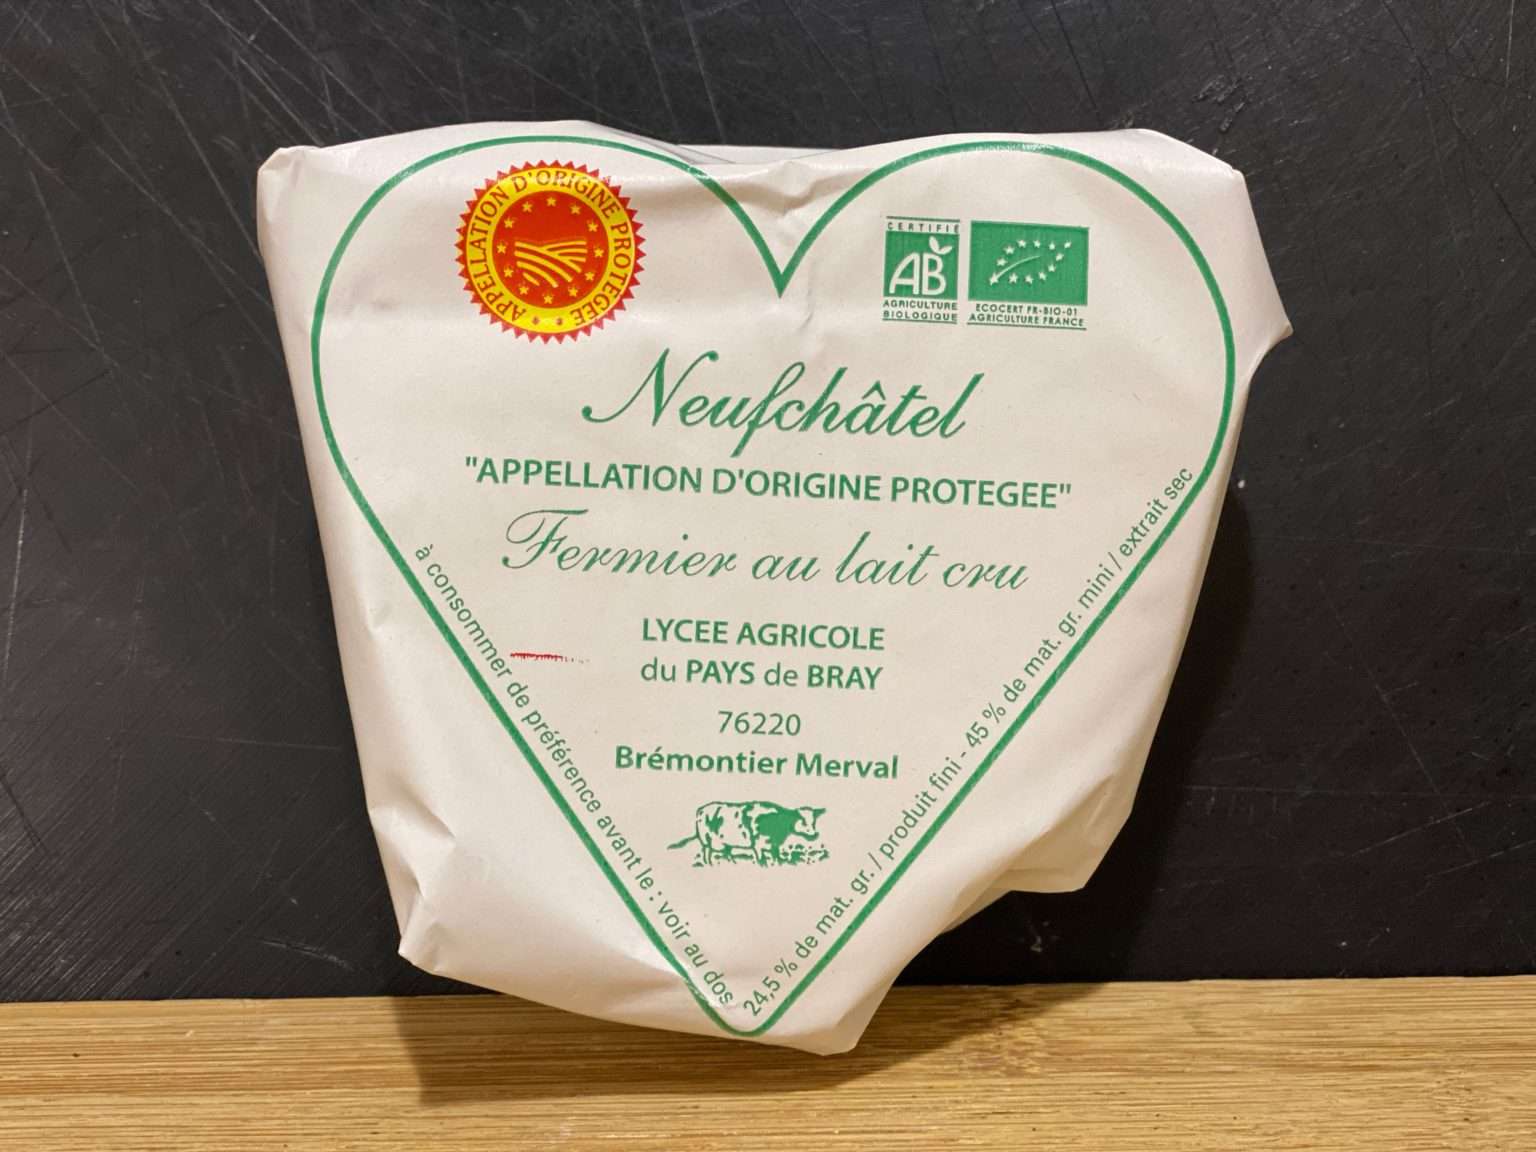 APPELLATION D'ORIGINE PROTEGEE
CERTIFIÉ
AB
AGRICULTURE
BIOLOGIQUE
ECOCERT FR-BIO-01
AGRICULTURE FRANCE
Neufchâtel
"APPELLATION D'ORIGINE PROTEGEE"
Fermier au lait cru
LYCEE AGRICOLE
du PAYS de BRAY
76220
Brémontier Merval
à consommer de préférence avant le : voir au dos
24,5 % de mat. gr. / produit fini - 45 % de mat. gr. mini / extrait sec